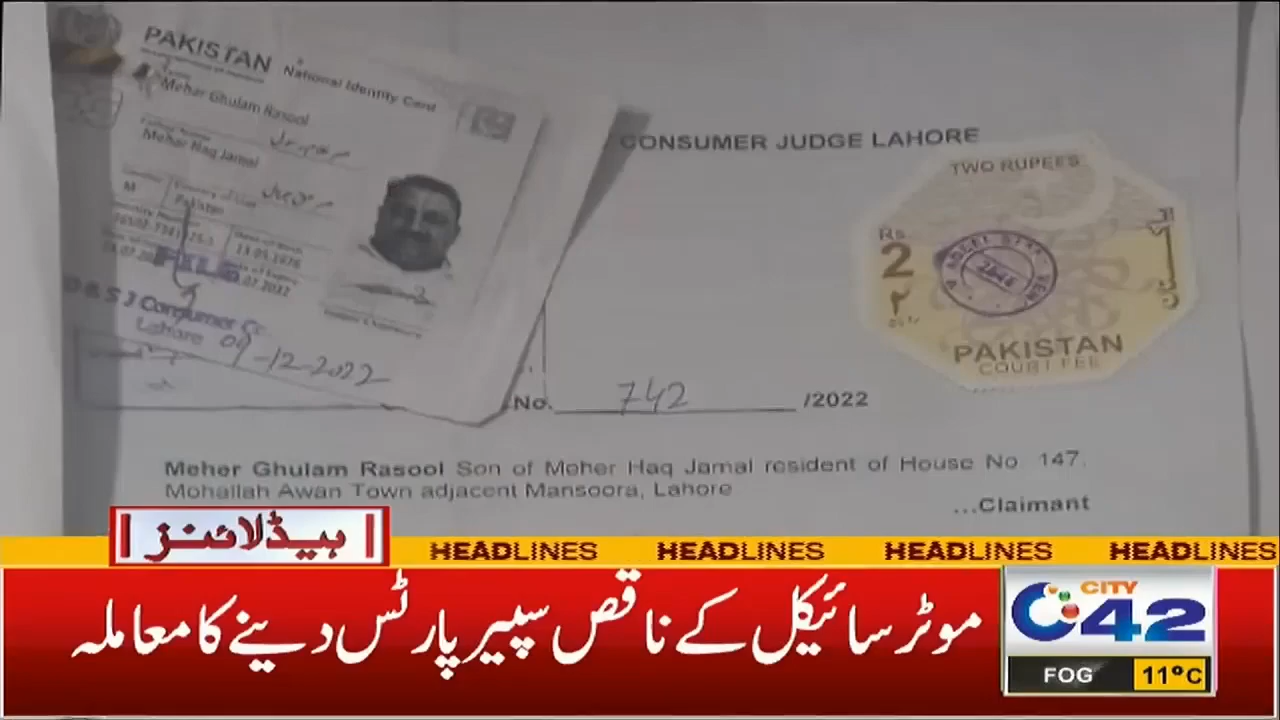 PAKISTAN National Identity Card
Meher Ghulam Rasool
Meher Haq Jamal
M
Pakistan
Lahore 09-12-2022
CONSUMER JUDGE LAHORE
TWO RUPEES
Rs
2
PAKISTAN
COURT FEE
No. 742 /2022
Meher Ghulam Rasool Son of Meher Haq Jamal resident of House No. 147,
Mohallah Awan Town adjacent Mansoora, Lahore
...Claimant
ہیڈلائنز
HEADLINES HEADLINES HEADLINES HEADLINES
موٹرسائیکل کے ناقص سپیرپارٹس دینے کا معاملہ
CITY
42
FOG 11°C